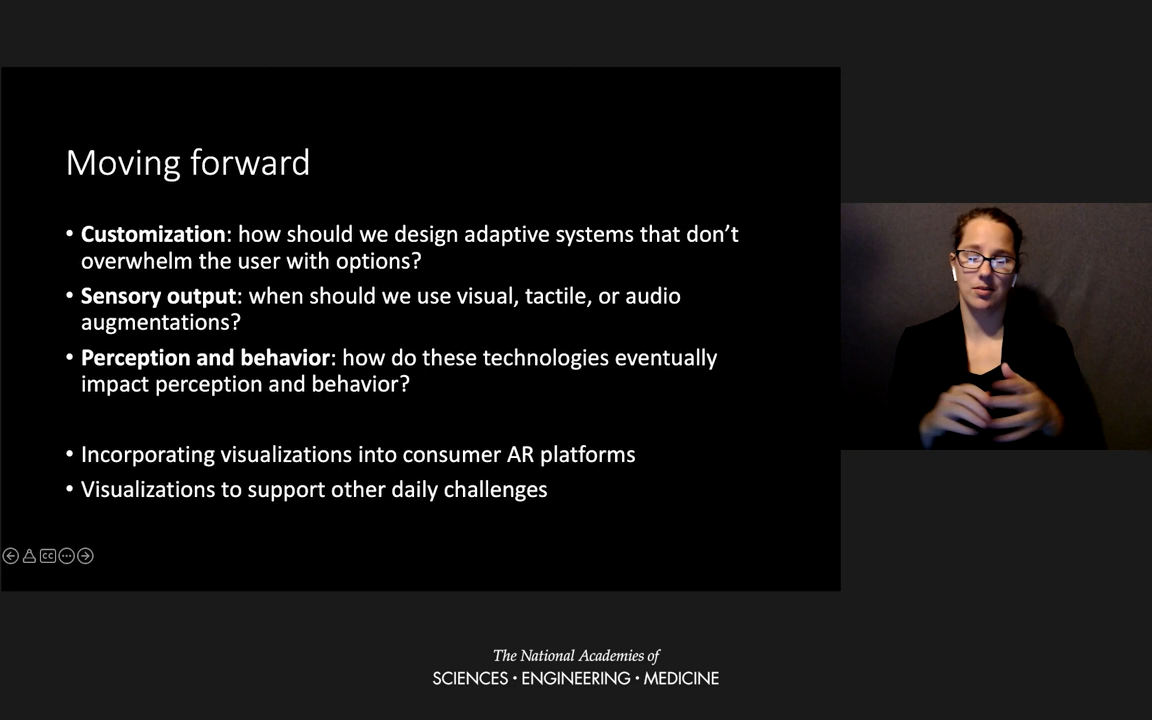 Moving forward
• Customization: how should we design adaptive systems that don’t
overwhelm the user with options?
• Sensory output: when should we use visual, tactile, or audio
augmentations?
• Perception and behavior: how do these technologies eventually
impact perception and behavior?
• Incorporating visualizations into consumer AR platforms
• Visualizations to support other daily challenges
CC
The National Academies of
SCIENCES • ENGINEERING • MEDICINE